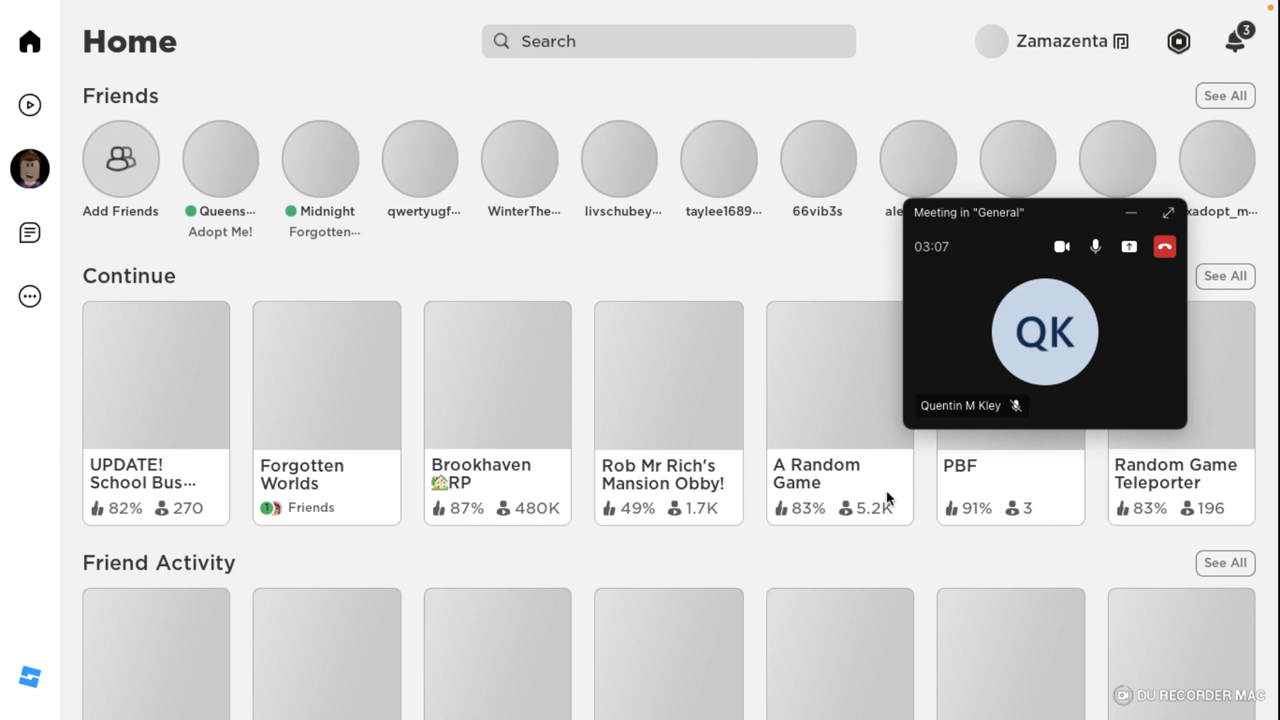 Home
Search
Zamazenta
3
Friends
See All
Add Friends
Queens...
Adopt Me!
Midnight
Forgotten...
qwertyugf...
WinterThe...
livschubey...
taylee1689...
66vib3s
ale
xadopt_m...
Meeting in "General"
03:07
QK
Quentin M Kley
Continue
See All
UPDATE!
School Bus...
82% 270
Forgotten
Worlds
1 Friends
Brookhaven
RP
87% 480K
Rob Mr Rich's
Mansion Obby!
49% 1.7K
A Random
Game
83% 5.2K
PBF
91% 3
Random Game
Teleporter
83% 196
Friend Activity
See All
DU RECORDER MAC